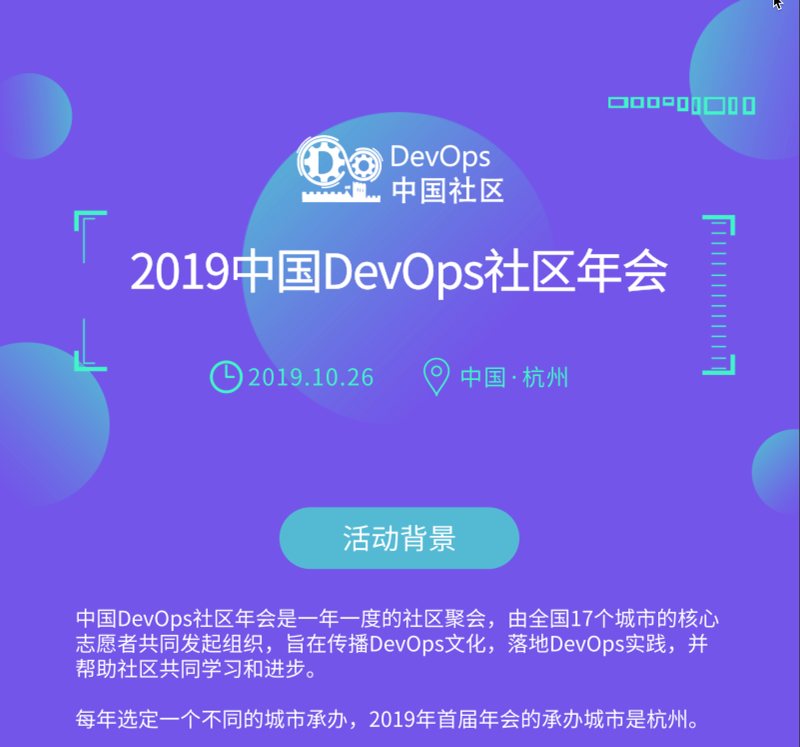 DevOps
中国社区
2019中国DevOps社区年会
2019.10.26
中国·杭州
活动背景
中国DevOps社区年会是一年一度的社区聚会，由全国17个城市的核心
志愿者共同发起组织，旨在传播DevOps文化，落地DevOps实践，并
帮助社区共同学习和进步。
每年选定一个不同的城市承办，2019年首届年会的承办城市是杭州。